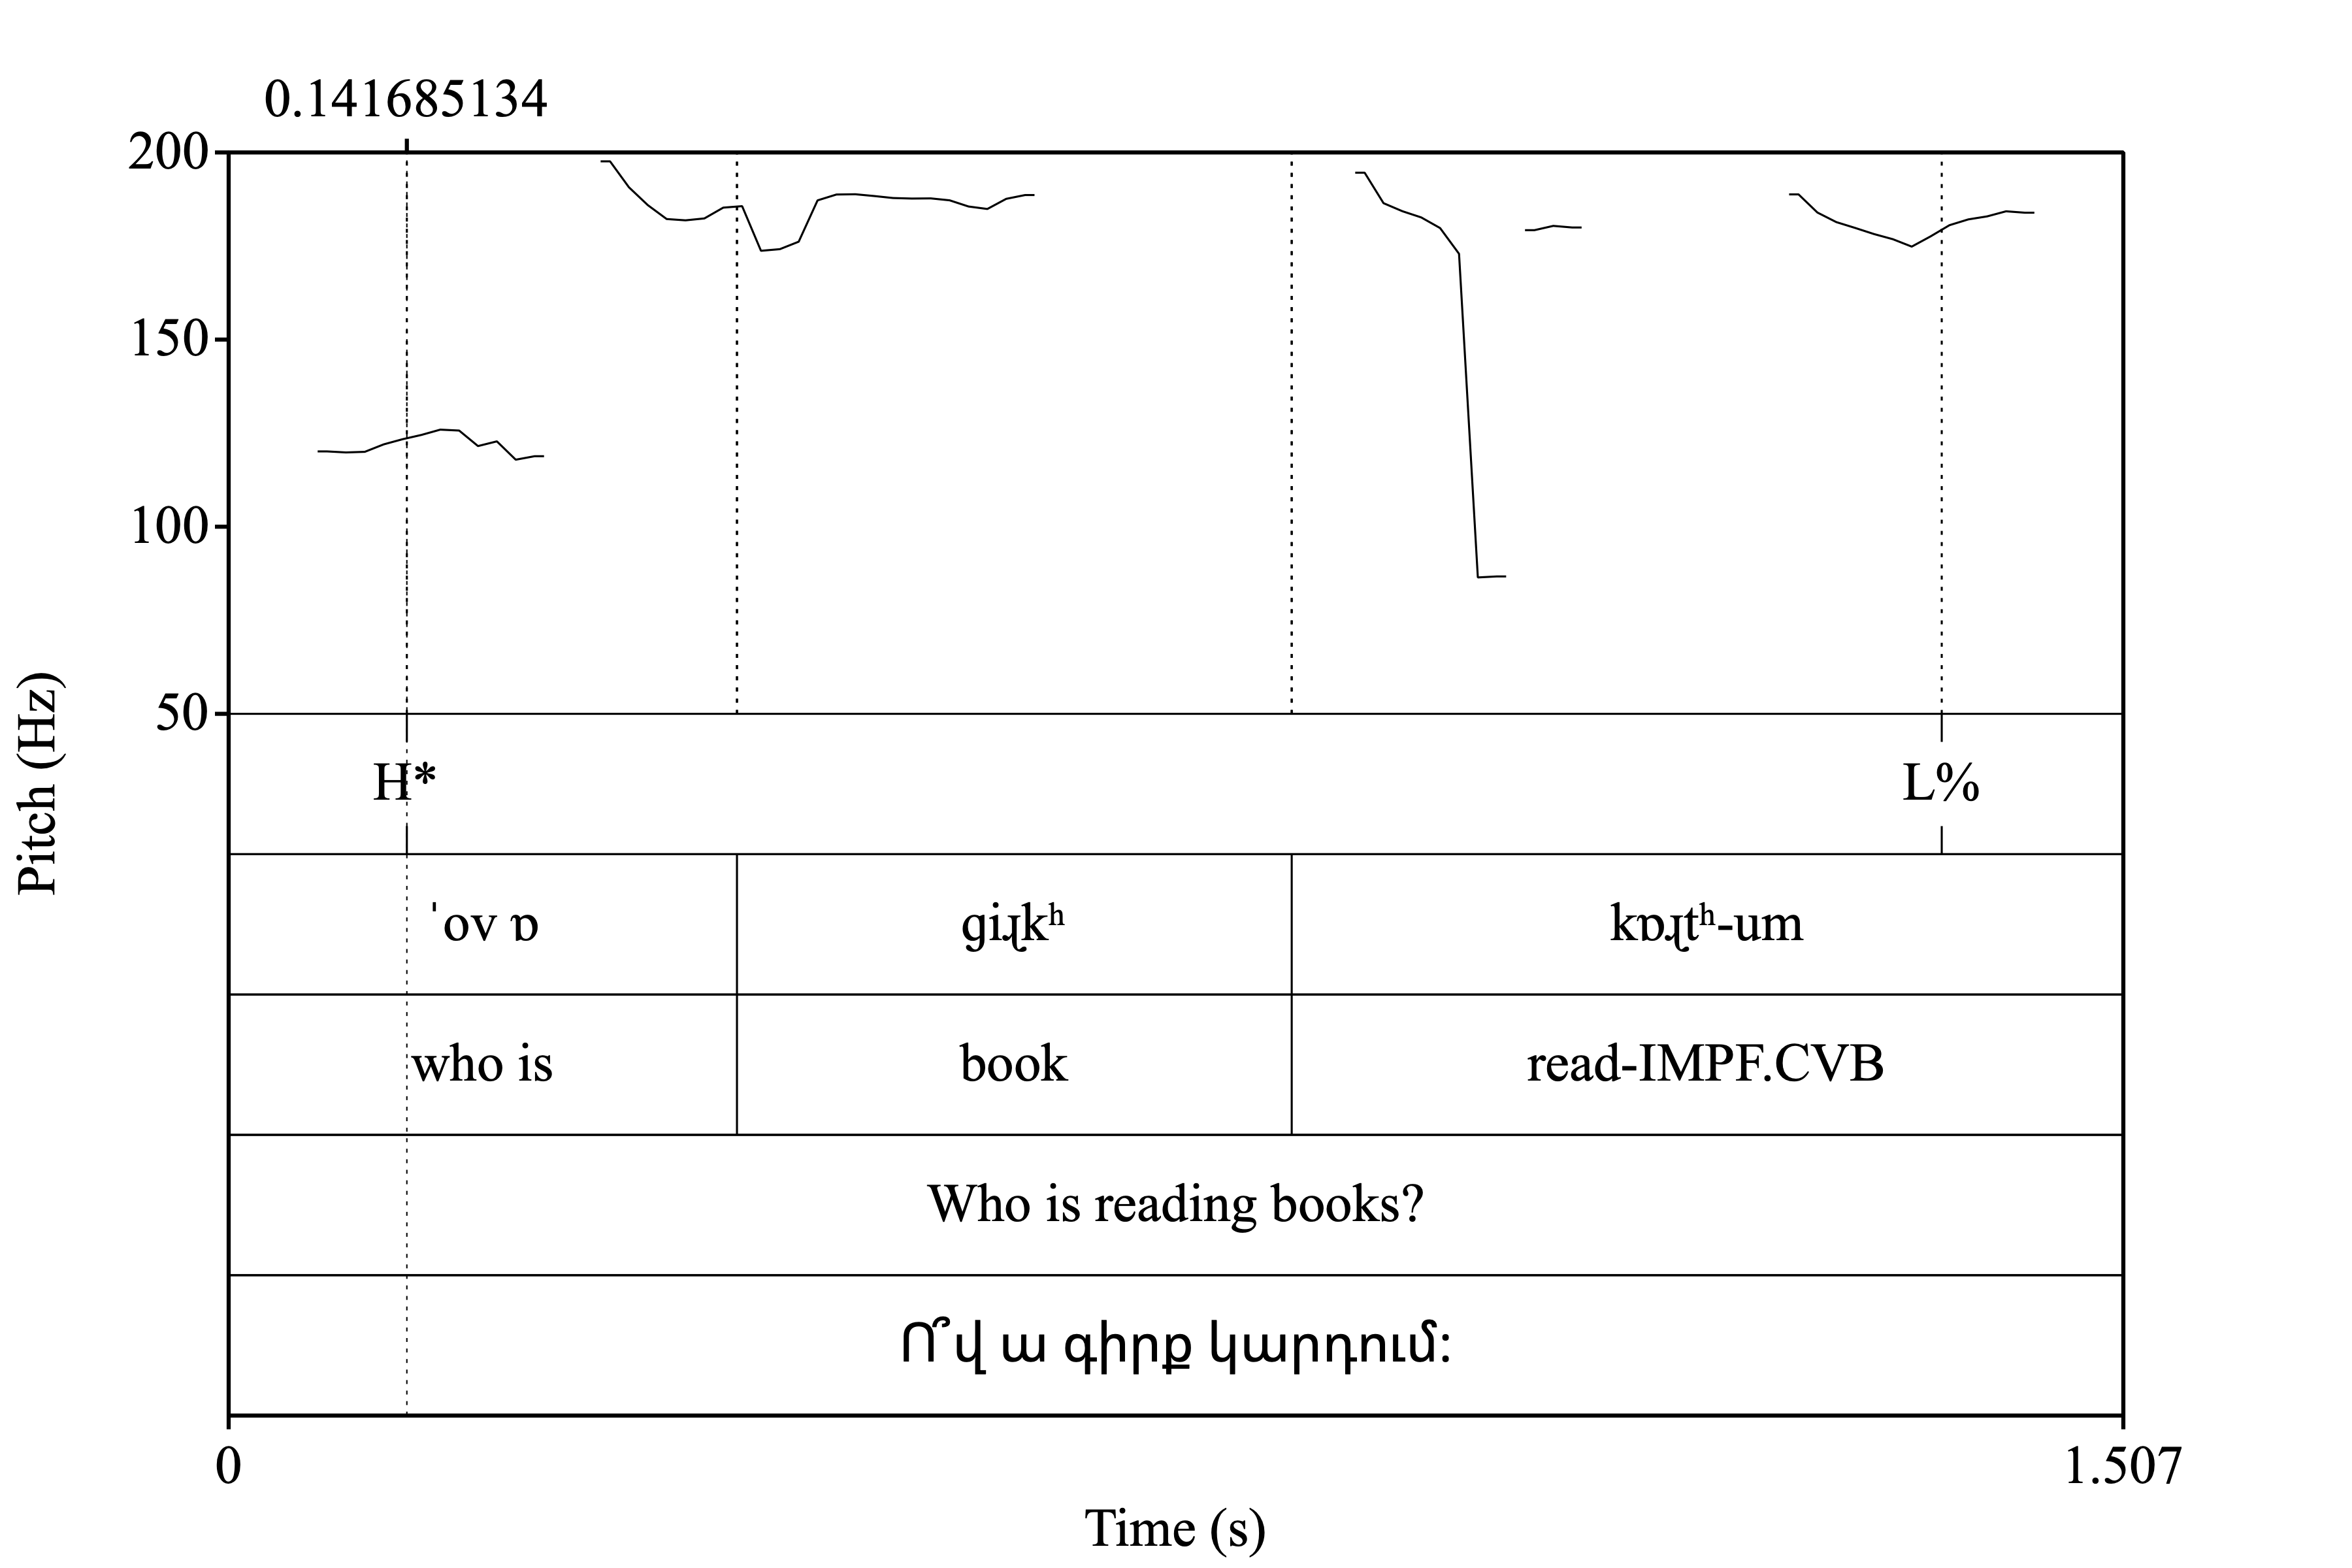 0.141685134
200
150
100
50
Pitch (Hz)
H* L%
ˈov ɒ giɻkʰ kɒɻtʰ-um
who is book read-IMPF.CVB
Who is reading books?
Ո՞վ ա գիրք կարդում:
0 1.507
Time (s)